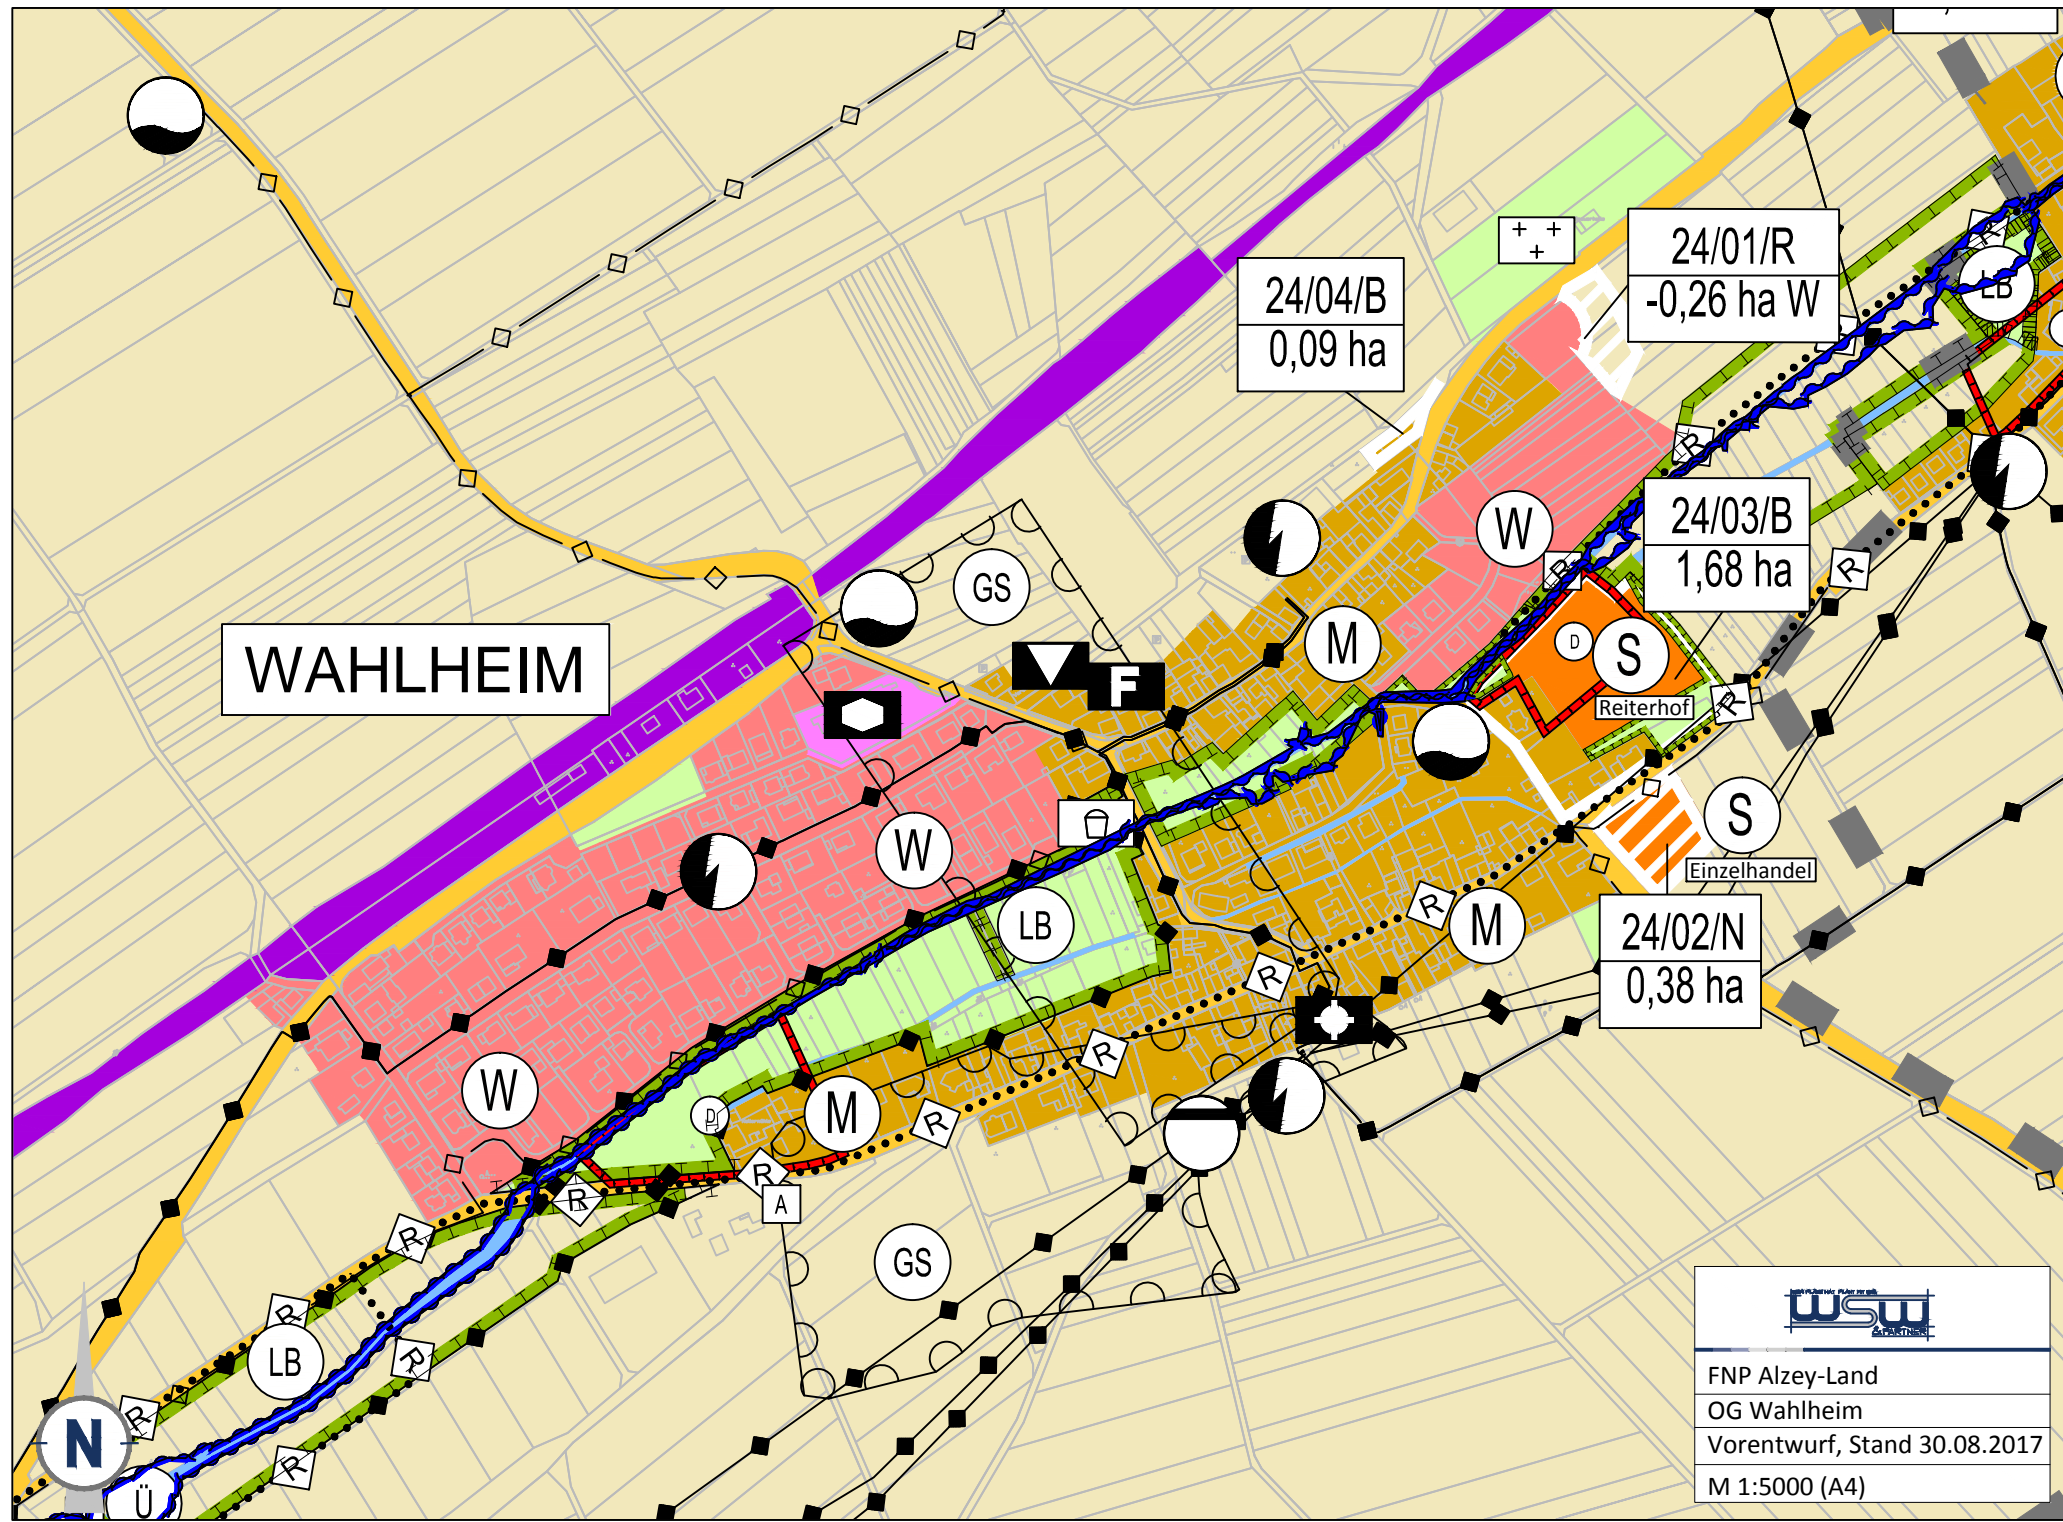 24/01/R
-0,26 ha W
24/04/B
0,09 ha
LB
R
R
24/03/B
1,68 ha
W
R
R
GS
M
D
S
Reiterhof
R
F
WAHLHEIM
S
Einzelhandel
W
R
M
LB
24/02/N
0,38 ha
R
R
W
D
M
R
R
A
R
R
GS
R
LB
R
R
R
N
Ü
WSW
& PARTNER
FNP Alzey-Land
OG Wahlheim
Vorentwurf, Stand 30.08.2017
M 1:5000 (A4)